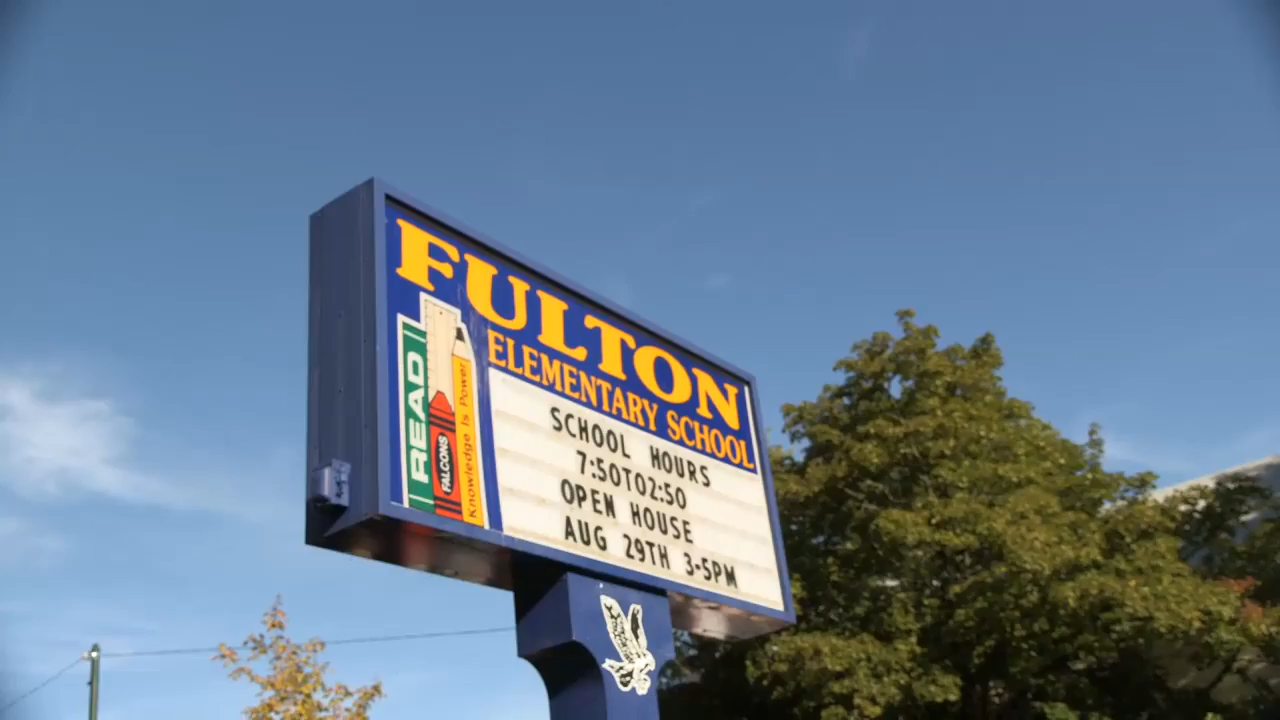 FULTON
ELEMENTARY SCHOOL
READ
FALCONS
Knowledge Is Power
SCHOOL HOURS
7:50TO2:50
OPEN HOUSE
AUG 29TH 3-5PM